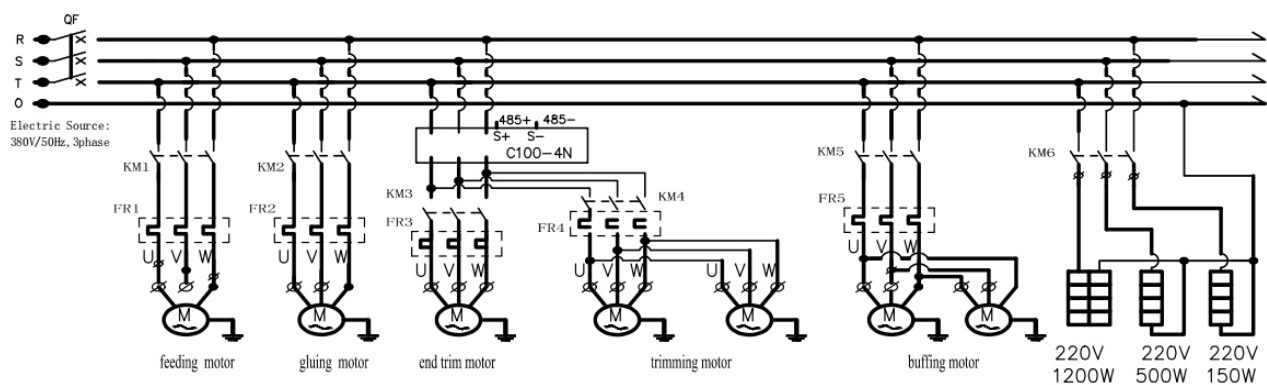 QF
R
S
T
O
Electric Source:
380V/50Hz, 3phase
485+ 485-
S+ S-
C100-4N
KM1
KM2
KM3
KM4
KM5
KM6
FR1
FR2
FR3
FR4
FR5
U V W
U V W
U V W
U V W
U V W
U V W
M
M
M
M
M
M
M
feeding motor
gluing motor
end trim motor
trimming motor
buffing motor
220V 220V 220V
1200W 500W 150W